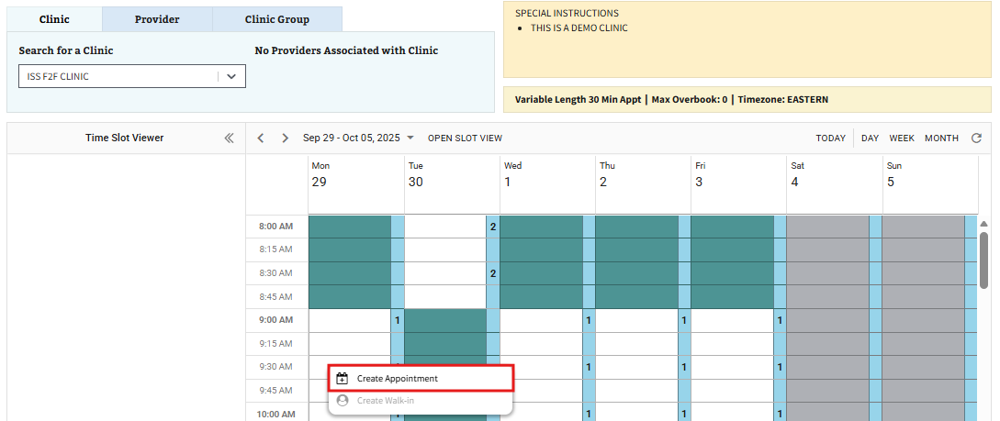 Clinic Provider Clinic Group
Search for a Clinic No Providers Associated with Clinic
ISS F2F CLINIC
SPECIAL INSTRUCTIONS
• THIS IS A DEMO CLINIC
Variable Length 30 Min Appt | Max Overbook: 0 | Timezone: EASTERN
Time Slot Viewer
Sep 29 - Oct 05, 2025 OPEN SLOT VIEW TODAY DAY WEEK MONTH
Mon Tue Wed Thu Fri Sat Sun
29 30 1 2 3 4 5
8:00 AM 2
8:15 AM
8:30 AM 2
8:45 AM
9:00 AM 1 1 1 1
9:15 AM
9:30 AM 1 1 1
Create Appointment
9:45 AM
Create Walk-in
10:00 AM 1 1 1